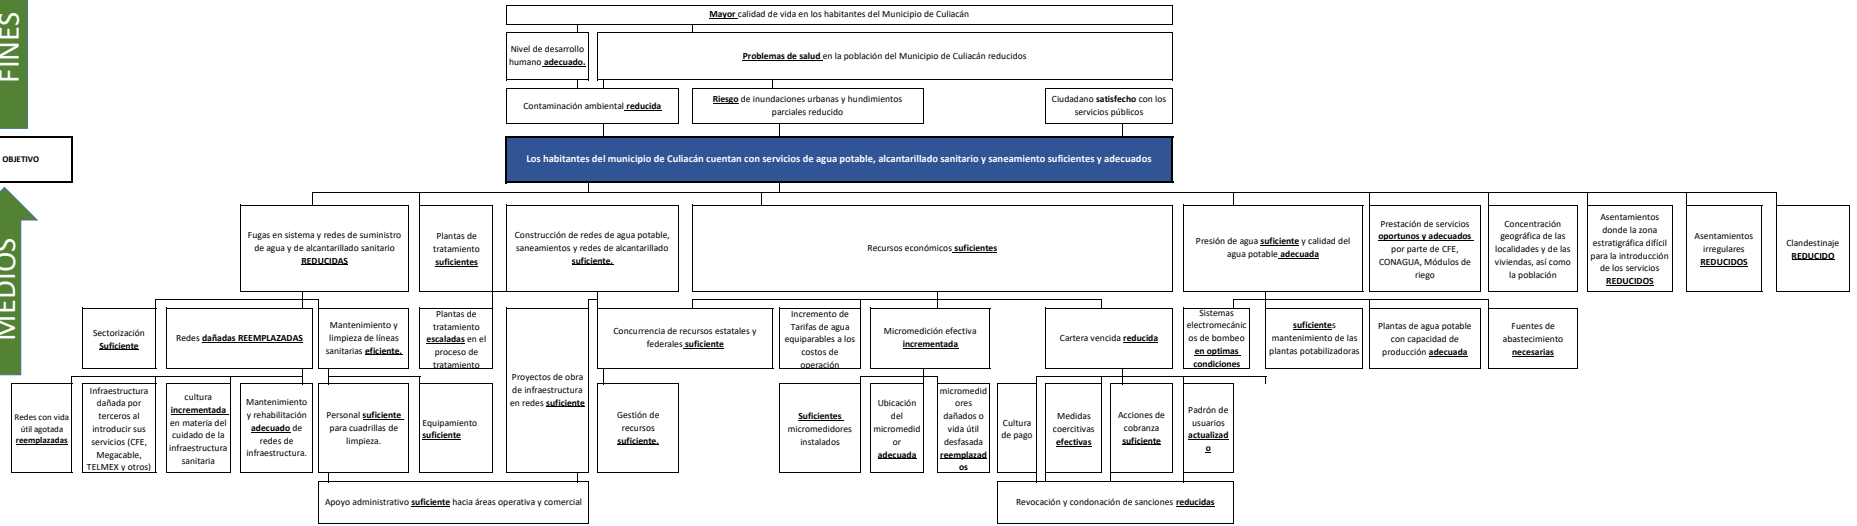 FINES
Mayor calidad de vida en los habitantes del Municipio de Culiacán
Nivel de desarrollo
humano adecuado.
Problemas de salud en la población del Municipio de Culiacán reducidos
Contaminación ambiental reducida
Riesgo de inundaciones urbanas y hundimientos
parciales reducido
Ciudadano satisfecho con los
servicios públicos
OBJETIVO
Los habitantes del municipio de Culiacán cuentan con servicios de agua potable, alcantarillado sanitario y saneamiento suficientes y adecuados
MEDIOS
Fugas en sistema y redes de suministro
de agua y de alcantarillado sanitario
REDUCIDAS
Plantas de
tratamiento
suficientes
Construcción de redes de agua potable,
saneamientos y redes de alcantarillado
suficiente.
Recursos económicos suficientes
Presión de agua suficiente y calidad del
agua potable adecuada
Prestación de servicios
oportunos y adecuados
por parte de CFE,
CONAGUA, Módulos de
riego
Concentración
geográfica de las
localidades y de las
viviendas, así como
la población
Asentamientos
donde la zona
estratigráfica difícil
para la introducción
de los servicios
REDUCIDOS
Asentamientos
irregulares
REDUCIDOS
Clandestinaje
REDUCIDO
Sectorización
Suficiente
Redes dañadas REEMPLAZADAS
Mantenimiento y
limpieza de líneas
sanitarias eficiente.
Plantas de
tratamiento
escaladas en el
proceso de
tratamiento
Proyectos de obra
de infraestructura
en redes suficiente
Concurrencia de recursos estatales y
federales suficiente
Incremento de
Tarifas de agua
equiparables a los
costos de
operación
Micromedición efectiva
incrementada
Cartera vencida reducida
Sistemas
electromecánic
os de bombeo
en optimas
condiciones
suficientes
mantenimiento de las
plantas potabilizadoras
Plantas de agua potable
con capacidad de
producción adecuada
Fuentes de
abastecimiento
necesarias
Redes con vida
útil agotada
reemplazadas
Infraestructura
dañada por
terceros al
introducir sus
servicios (CFE,
Megacable,
TELMEX y otros)
cultura
incrementada
en materia del
cuidado de la
infraestructura
sanitaria
Mantenimiento
y rehabilitación
adecuado de
redes de
infraestructura.
Personal suficiente
para cuadrillas de
limpieza.
Equipamiento
suficiente
Gestión de
recursos
suficiente.
Suficientes
micromedidores
instalados
Ubicación
del
micromedid
or
adecuada
micromedid
ores
dañados o
vida útil
desfasada
reemplazad
os
Cultura
de pago
Medidas
coercitivas
efectivas
Acciones de
cobranza
suficiente
Padrón de
usuarios
actualizad
o
Apoyo administrativo suficiente hacia áreas operativa y comercial
Revocación y condonación de sanciones reducidas